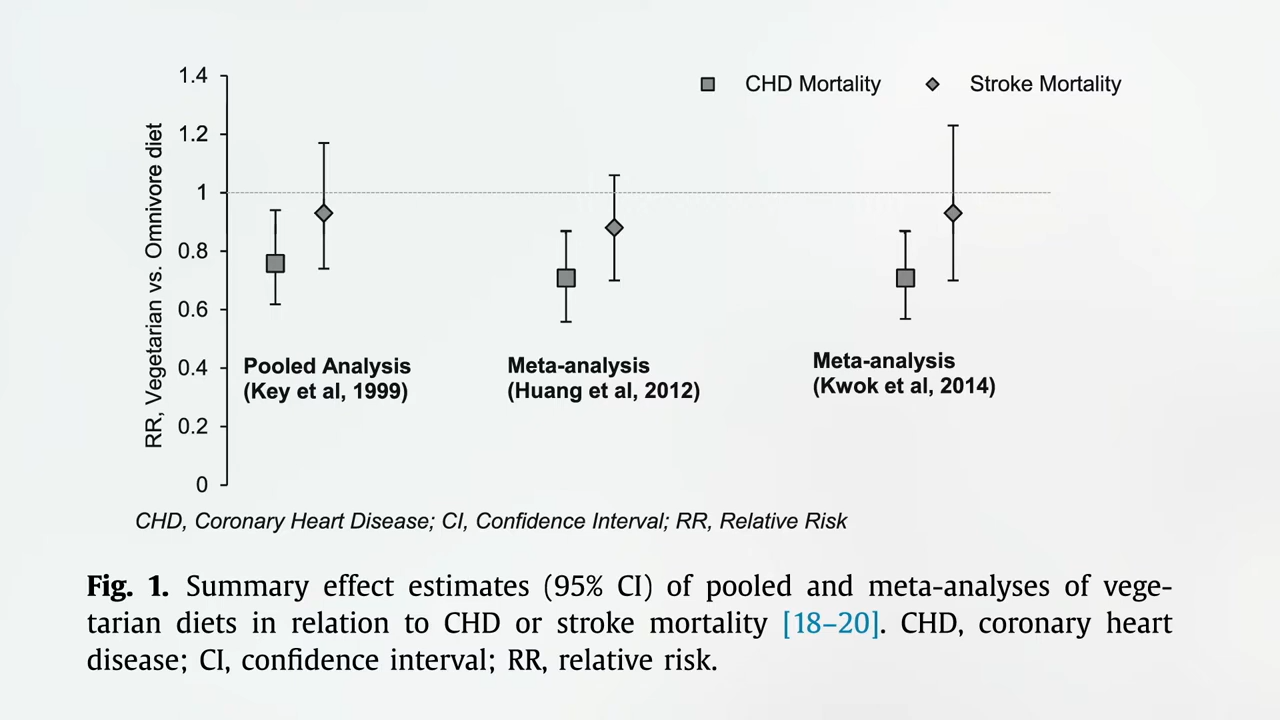 1.4
CHD Mortality
Stroke Mortality
1.2
1
0.8
0.6
0.4
0.2
0
RR, Vegetarian vs. Omnivore diet
Pooled Analysis
(Key et al, 1999)
Meta-analysis
(Huang et al, 2012)
Meta-analysis
(Kwok et al, 2014)
CHD, Coronary Heart Disease; CI, Confidence Interval; RR, Relative Risk
Fig. 1. Summary effect estimates (95% CI) of pooled and meta-analyses of vege-
tarian diets in relation to CHD or stroke mortality [18–20]. CHD, coronary heart
disease; CI, confidence interval; RR, relative risk.